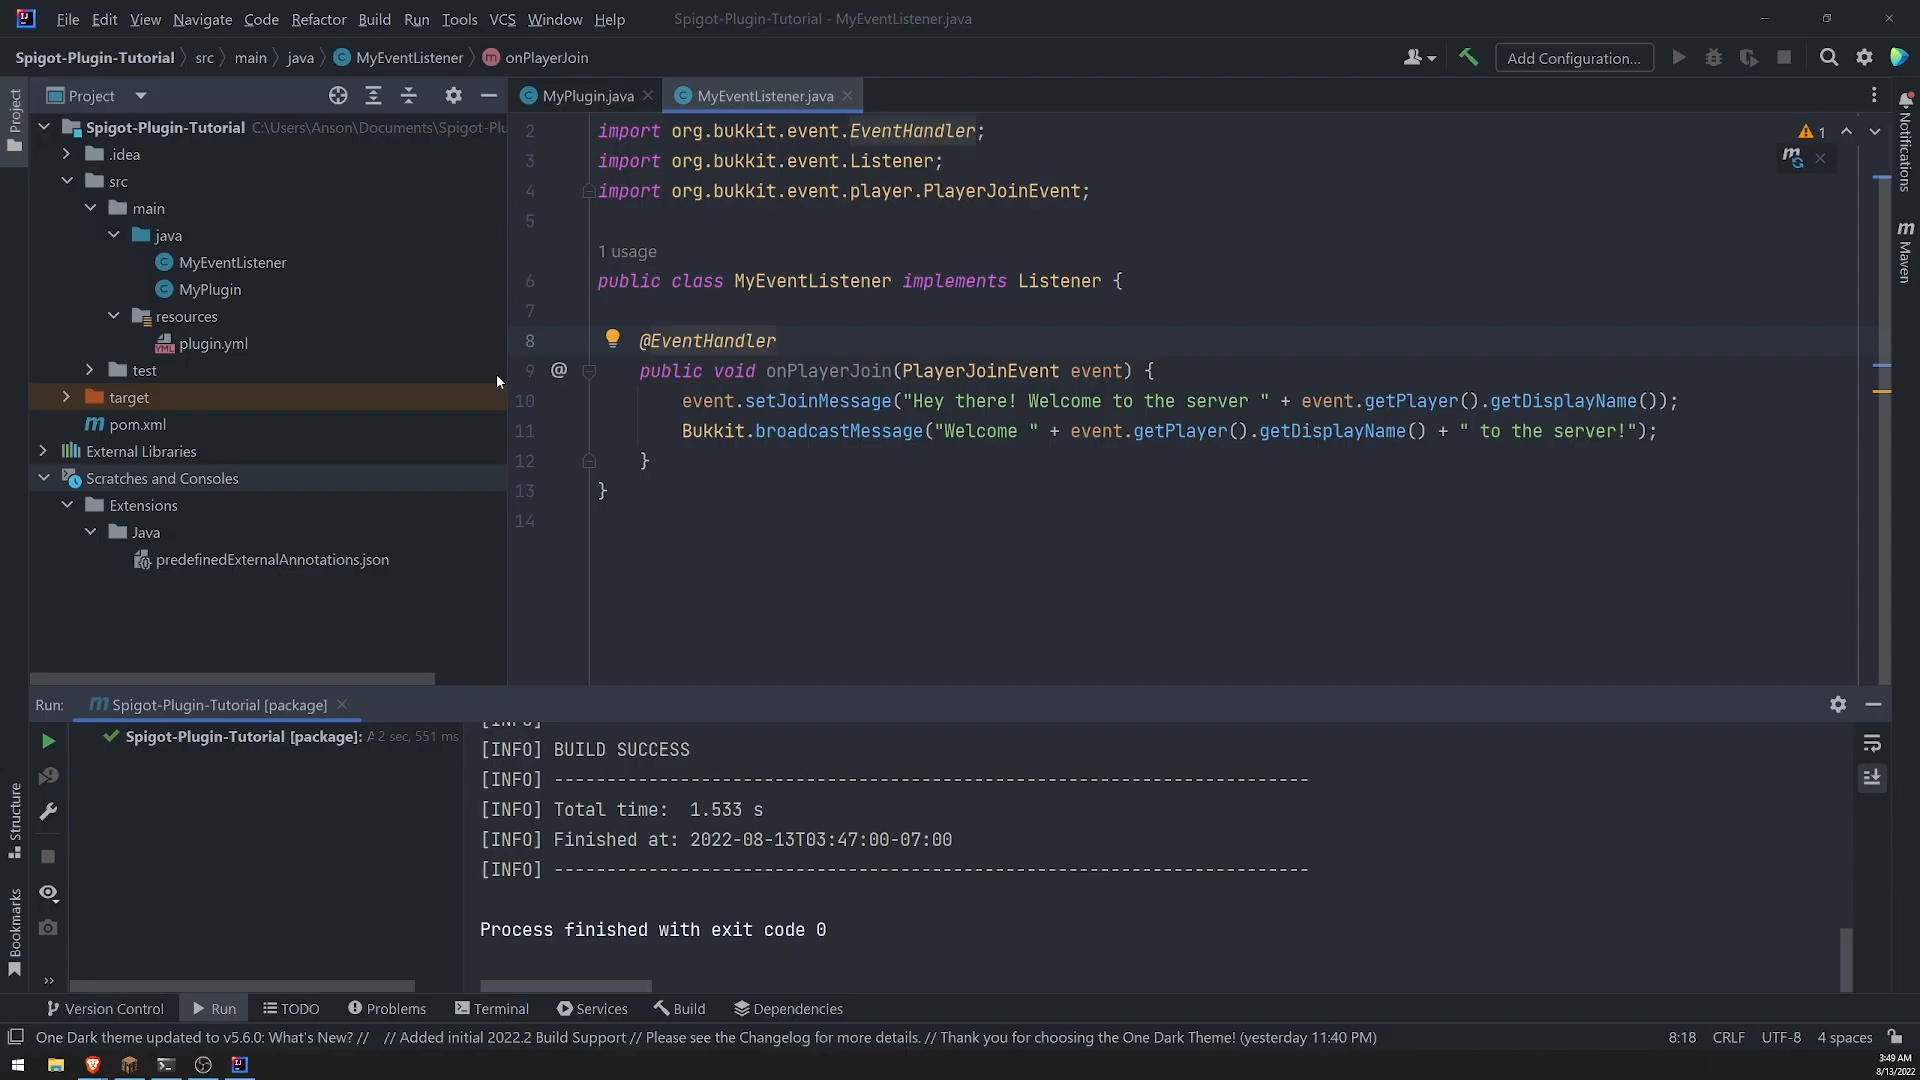 File Edit View Navigate Code Refactor Build Run Tools VCS Window Help Spigot-Plugin-Tutorial - MyEventListener.java
Spigot-Plugin-Tutorial src main java MyEventListener onPlayerJoin Add Configuration...
Project
Project
MyPlugin.java MyEventListener.java
Spigot-Plugin-Tutorial C:\Users\Anson\Documents\Spigot-Plu
.idea
src
main
java
MyEventListener
MyPlugin
resources
plugin.yml
test
target
pom.xml
External Libraries
Scratches and Consoles
Extensions
Java
predefinedExternalAnnotations.json
2 import org.bukkit.event.EventHandler;
3 import org.bukkit.event.Listener;
4 import org.bukkit.event.player.PlayerJoinEvent;
5
1 usage
6 public class MyEventListener implements Listener {
7
8 @EventHandler
9 @ public void onPlayerJoin(PlayerJoinEvent event) {
10 event.setJoinMessage("Hey there! Welcome to the server " + event.getPlayer().getDisplayName());
11 Bukkit.broadcastMessage("Welcome " + event.getPlayer().getDisplayName() + " to the server!");
12 }
13 }
14
1
Notifications
Maven
Run: Spigot-Plugin-Tutorial [package]
Spigot-Plugin-Tutorial [package]: A 2 sec, 551 ms
[INFO]
[INFO] BUILD SUCCESS
[INFO] ------------------------------------------------------------------------
[INFO] Total time:  1.533 s
[INFO] Finished at: 2022-08-13T03:47:00-07:00
[INFO] ------------------------------------------------------------------------
Process finished with exit code 0
Structure
Bookmarks
Version Control Run TODO Problems Terminal Services Build Dependencies
One Dark theme updated to v5.6.0: What's New? // // Added initial 2022.2 Build Support // Please see the Changelog for more details. // Thank you for choosing the One Dark Theme! (yesterday 11:40 PM) 8:18 CRLF UTF-8 4 spaces
3:49 AM
8/13/2022